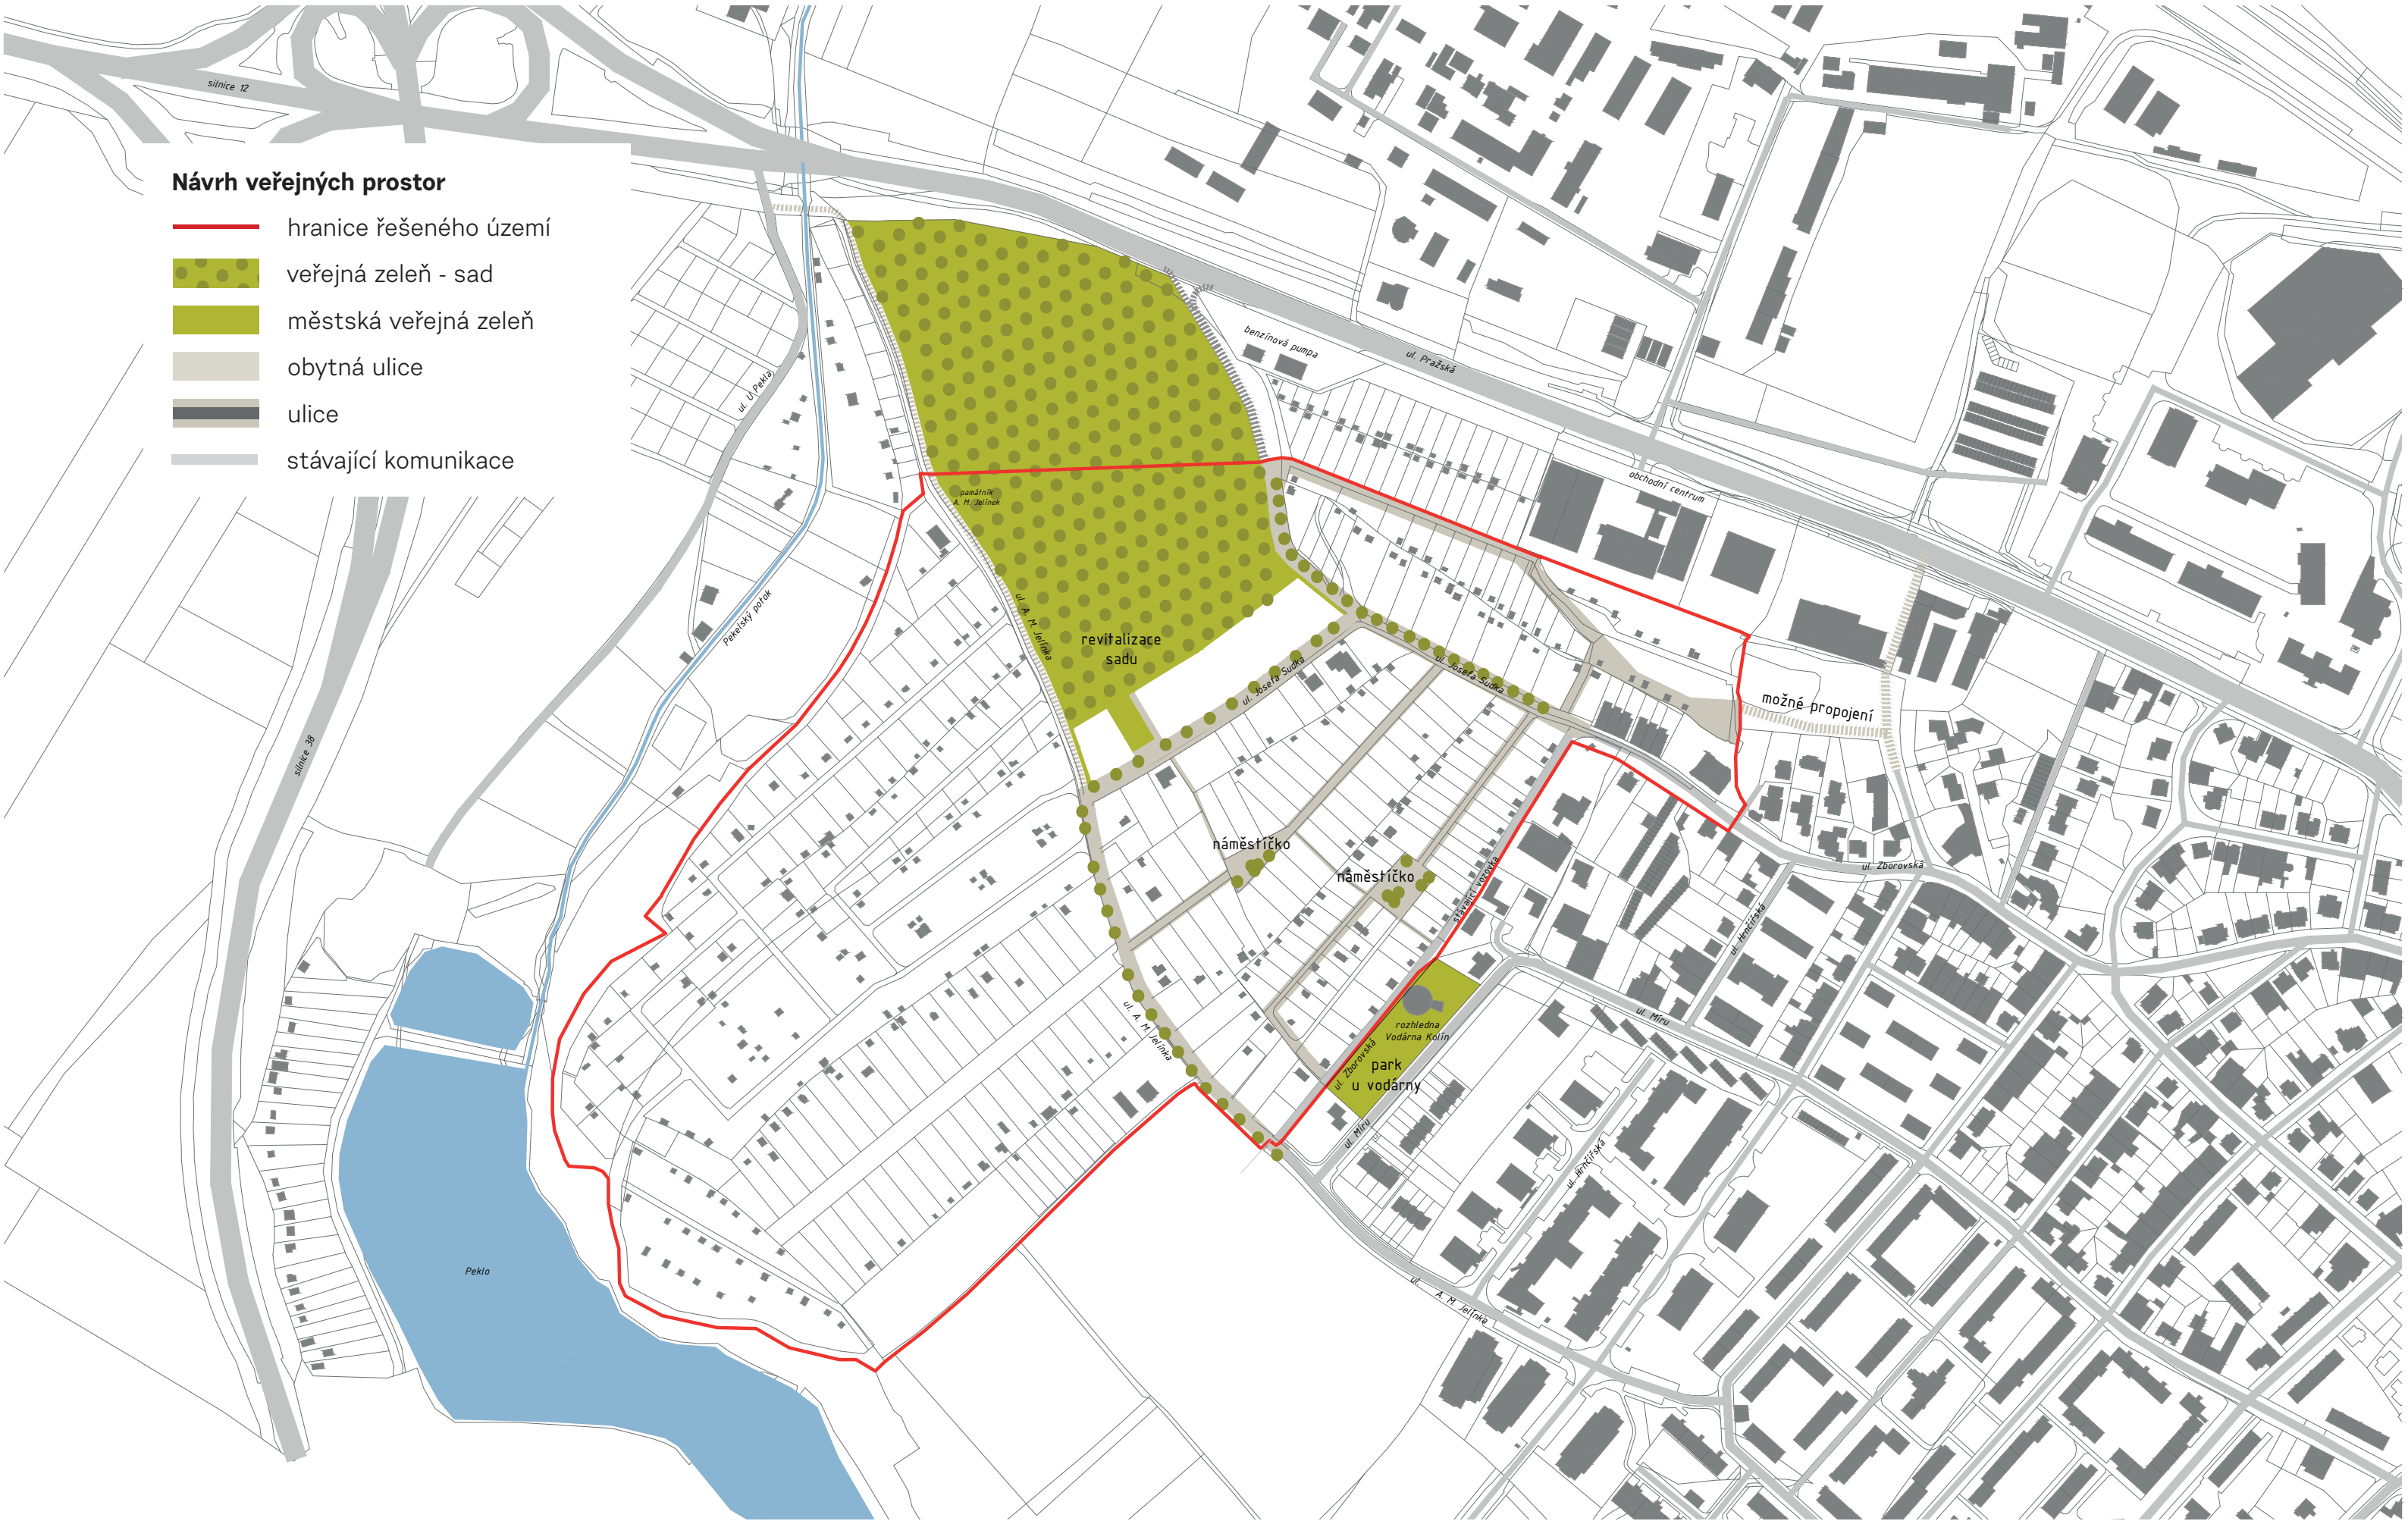 silnice 12
Návrh veřejných prostor
hranice řešeného území
veřejná zeleň - sad
městská veřejná zeleň
obytná ulice
ulice
stávající komunikace
benzínová pumpa
ul. Pražská
ul. U Pekla
obchodní centrum
památník
A. M. Jelínek
Pekelský potok
ul. A. M. Jelínka
revitalizace
sadu
ul. Josefa Sudka
ul. Josefa Sudka
možné propojení
silnice 38
náměstíčko
náměstíčko
stávající vozovka
ul. Zborovská
ul. Hrnčířská
ul. A. M. Jelínka
ul. Míru
rozhledna
Vodárna Kolín
ul. Zborovská
park
u vodárny
ul. Míru
ul. Hrnčířská
Peklo
ul. A. M. Jelínka